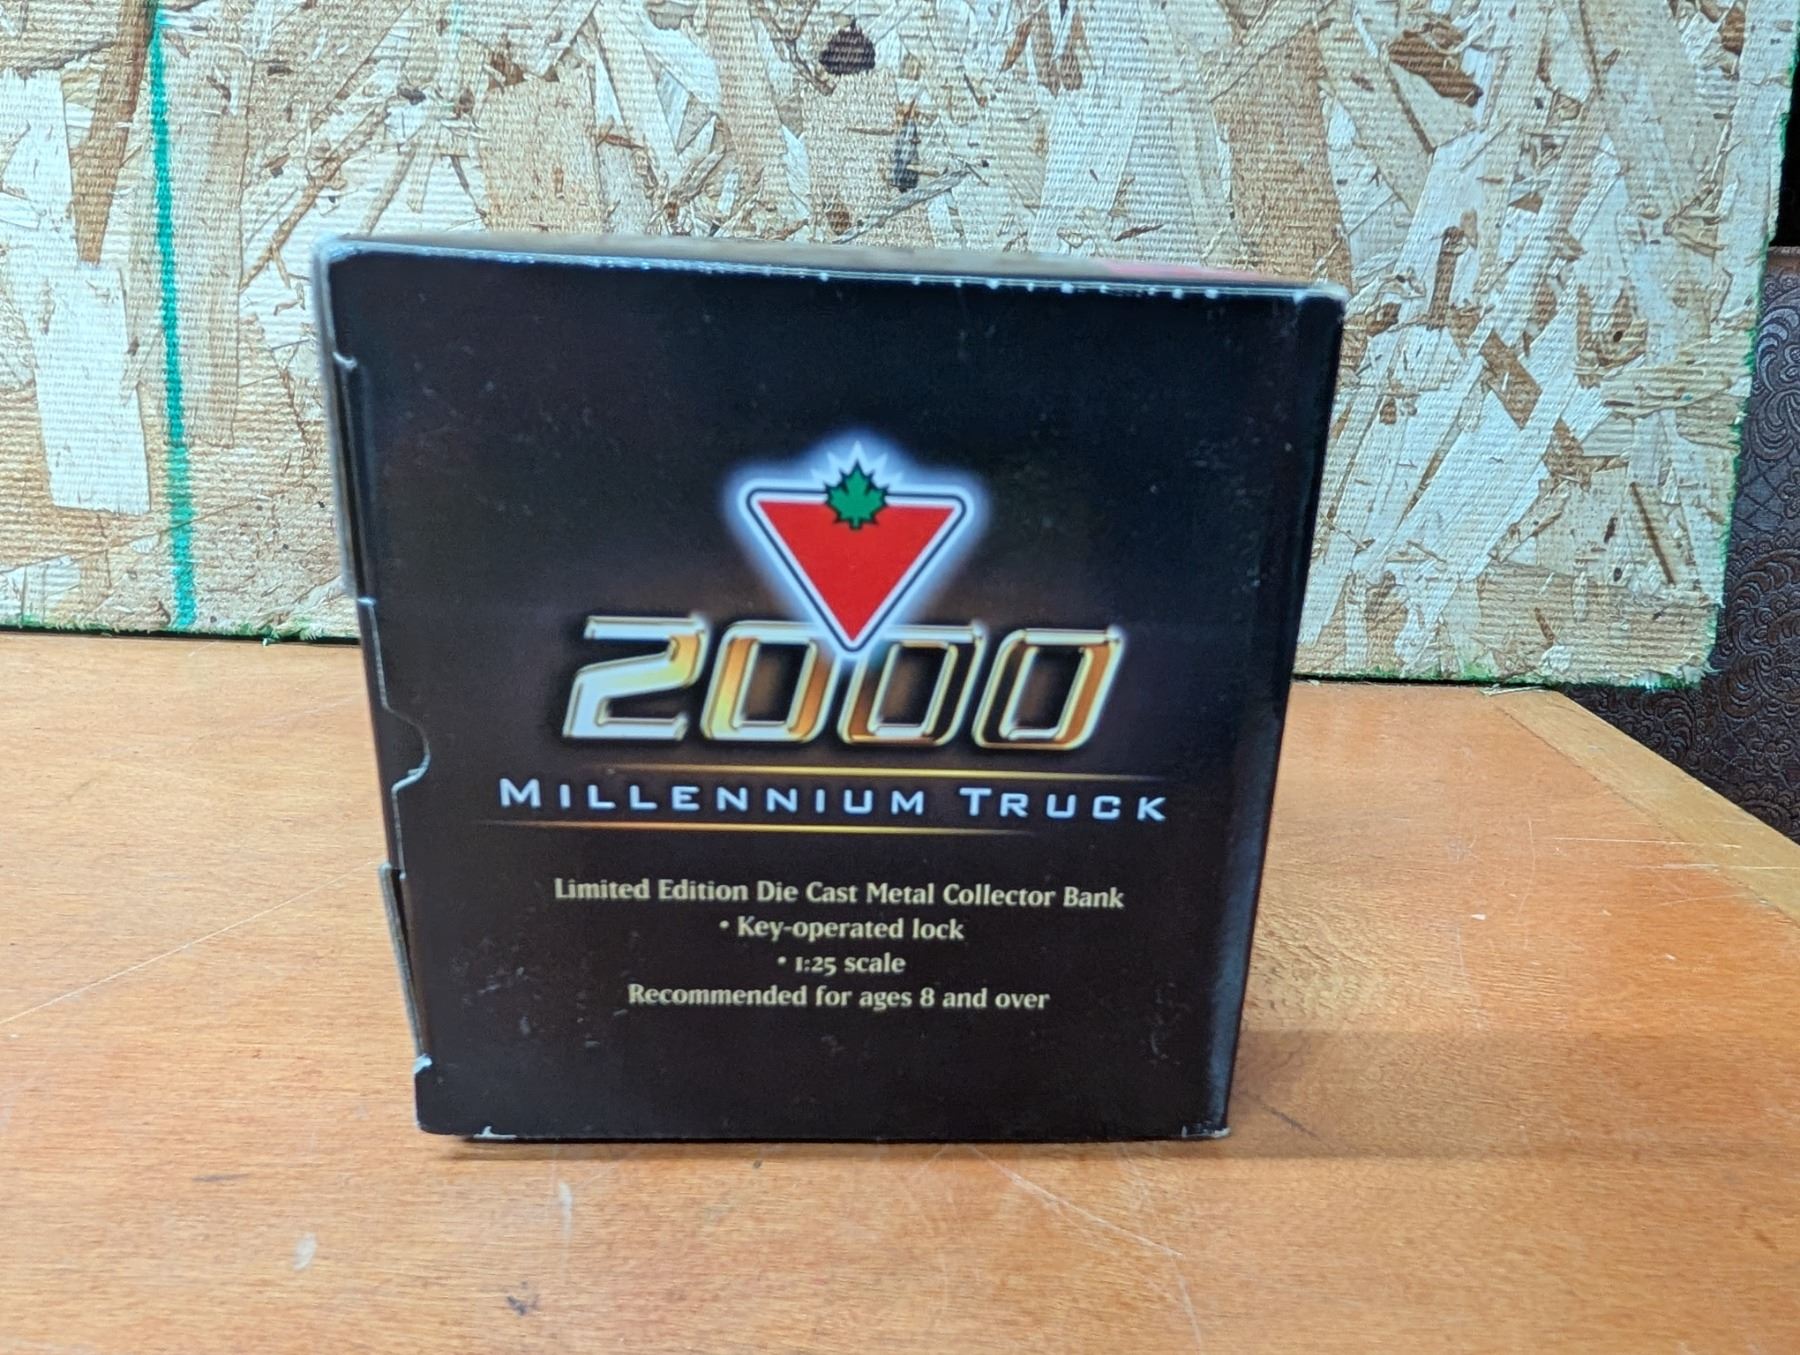 2000
MILLENNIUM TRUCK
Limited Edition Die Cast Metal Collector Bank
• Key-operated lock
• 1:25 scale
Recommended for ages 8 and over